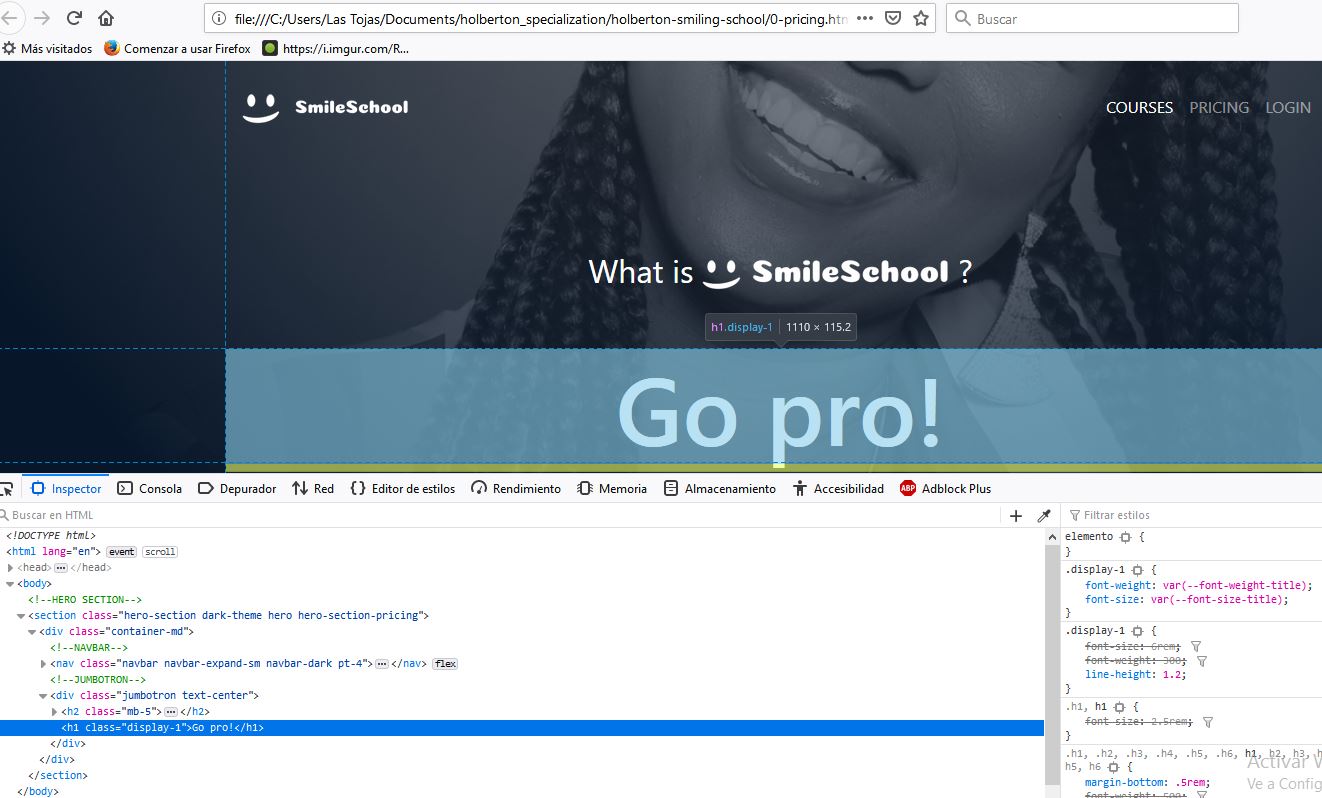 file:///C:/Users/Las Tojas/Documents/holberton_specialization/holberton-smiling-school/0-pricing.htm
Buscar
Más visitados
Comenzar a usar Firefox
https://i.imgur.com/R...
SmileSchool
COURSES PRICING LOGIN
What is SmileSchool ?
h1.display-1 1110 × 115.2
Go pro!
Inspector
Consola
Depurador
Red
Editor de estilos
Rendimiento
Memoria
Almacenamiento
Accesibilidad
ABP Adblock Plus
Buscar en HTML
<!DOCTYPE html>
<html lang="en"> event scroll
<head> ... </head>
<body>
<!--HERO SECTION-->
<section class="hero-section dark-theme hero hero-section-pricing">
<div class="container-md">
<!--NAVBAR-->
<nav class="navbar navbar-expand-sm navbar-dark pt-4"> ... </nav> flex
<!--JUMBOTRON-->
<div class="jumbotron text-center">
<h2 class="mb-5"> ... </h2>
<h1 class="display-1">Go pro!</h1>
</div>
</div>
</section>
</body>
Filtrar estilos
elemento {
}
.display-1 {
font-weight: var(--font-weight-title);
font-size: var(--font-size-title);
}
.display-1 {
font-size: 6rem;
font-weight: 300;
line-height: 1.2;
}
.h1, h1 {
font-size: 2.5rem;
}
.h1, .h2, .h3, .h4, .h5, .h6, h1, h2, h3,
h5, h6 {
margin-bottom: .5rem;
font-weight: 500;
Activar W
Ve a Config